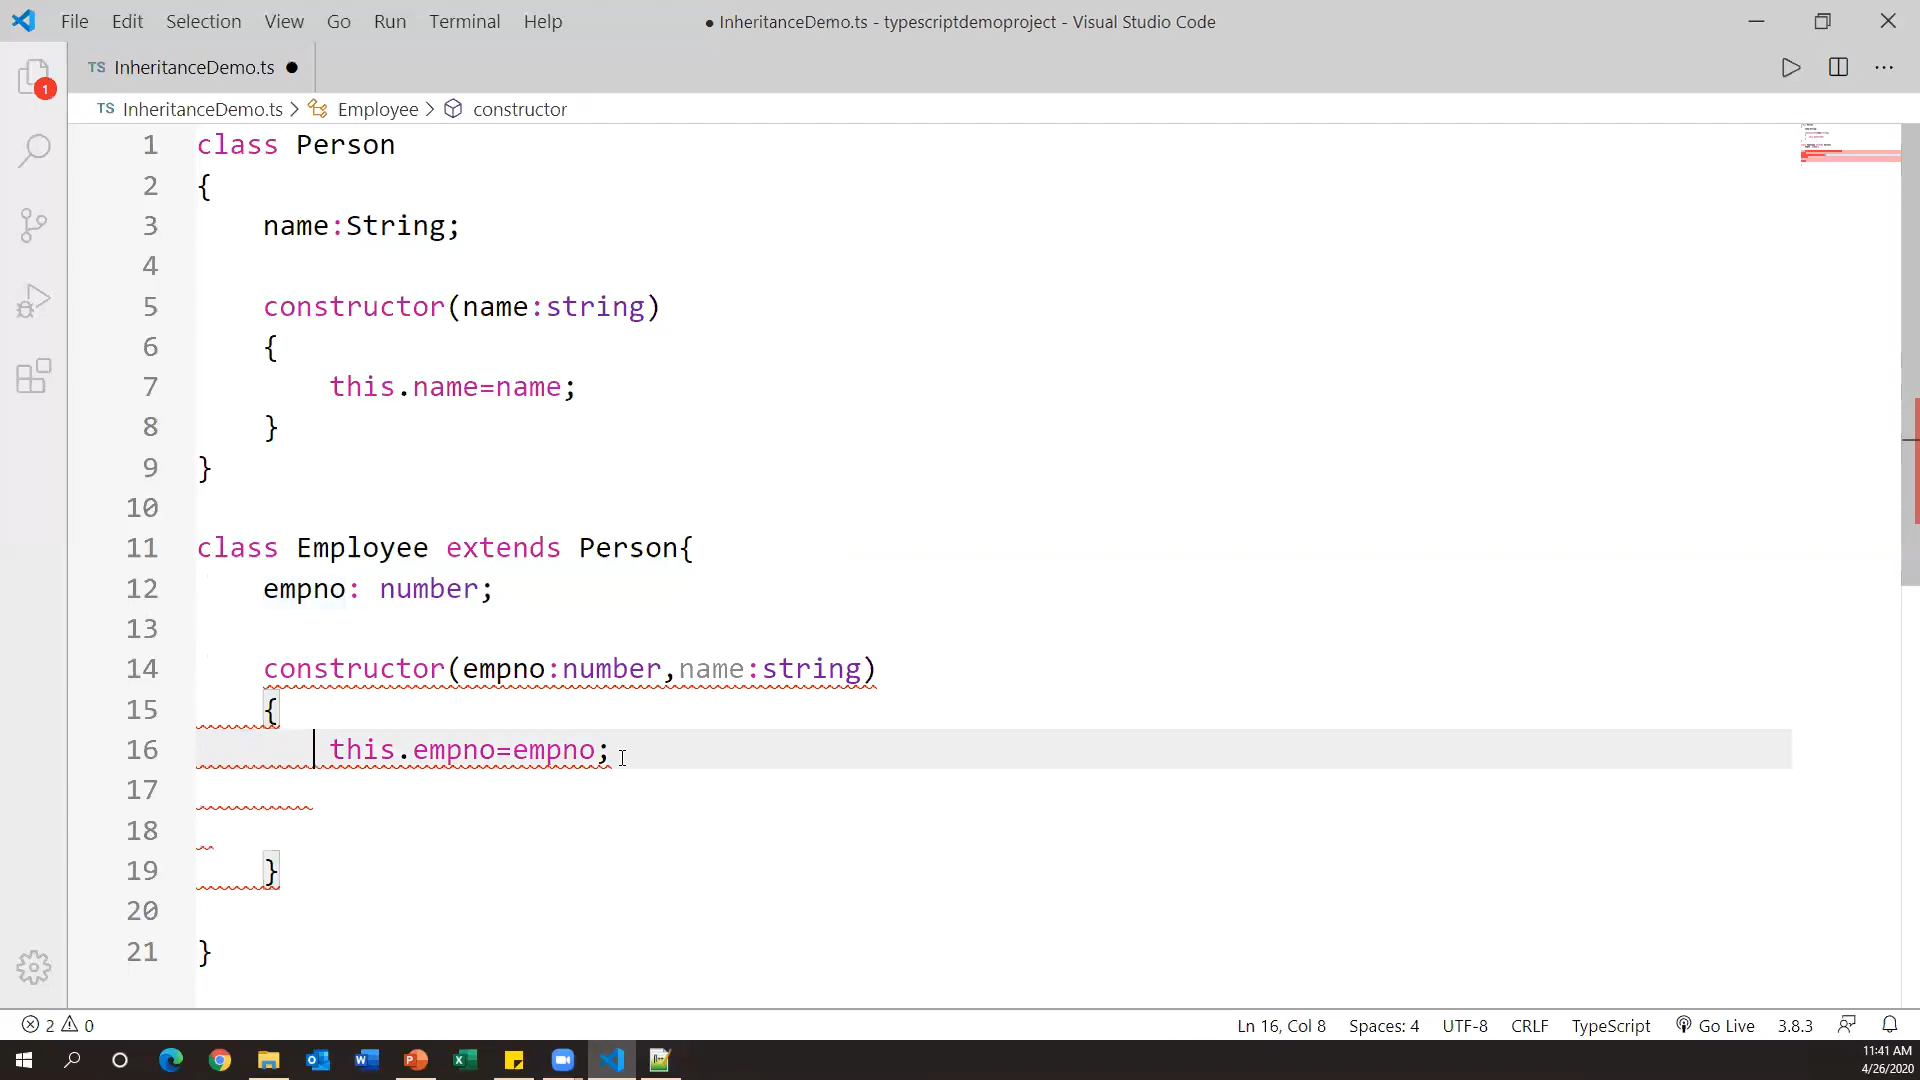 File Edit Selection View Go Run Terminal Help ● InheritanceDemo.ts - typescriptdemoproject - Visual Studio Code
TS InheritanceDemo.ts ●
1
TS InheritanceDemo.ts > Employee > constructor
1 class Person
2 {
3 name:String;
4
5 constructor(name:string)
6 {
7 this.name=name;
8 }
9 }
10
11 class Employee extends Person{
12 empno: number;
13
14 constructor(empno:number,name:string)
15 {
16 this.empno=empno;
17
18
19 }
20
21 }
2 0 Ln 16, Col 8 Spaces: 4 UTF-8 CRLF TypeScript Go Live 3.8.3
11:41 AM
4/26/2020